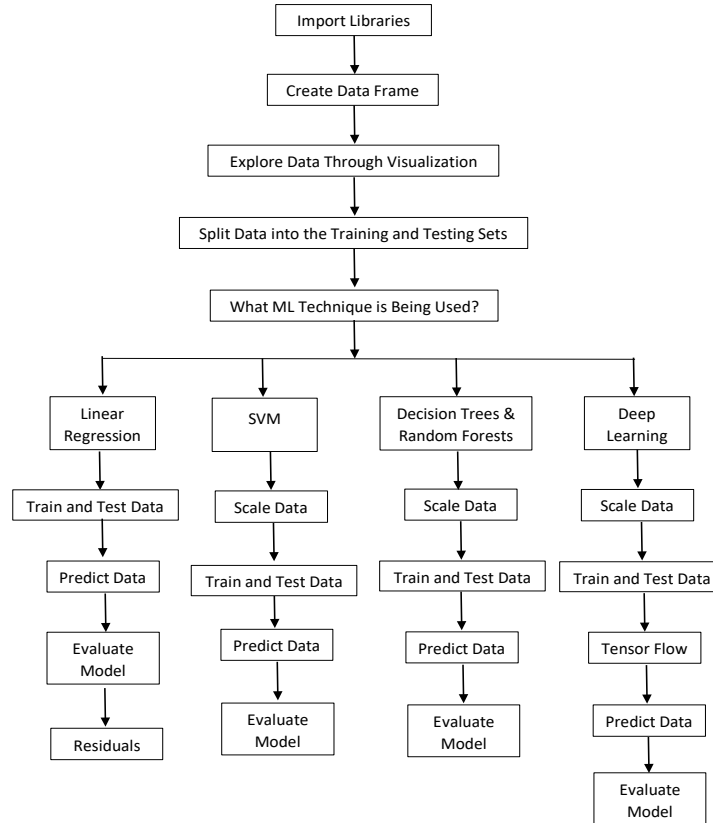 Import Libraries
Create Data Frame
Explore Data Through Visualization
Split Data into the Training and Testing Sets
What ML Technique is Being Used?
Linear
Regression
Train and Test Data
Predict Data
Evaluate
Model
Residuals
SVM
Scale Data
Train and Test Data
Predict Data
Evaluate
Model
Decision Trees &
Random Forests
Scale Data
Train and Test Data
Predict Data
Evaluate
Model
Deep
Learning
Scale Data
Train and Test Data
Tensor Flow
Predict Data
Evaluate
Model